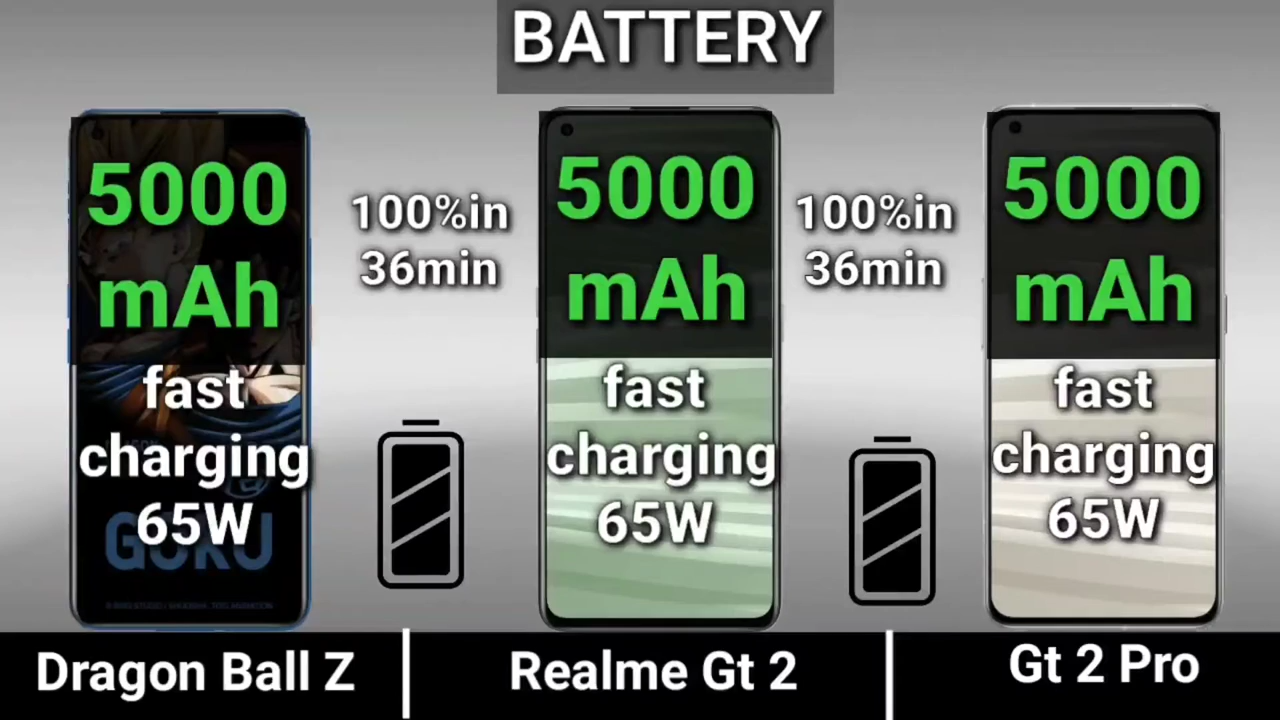 BATTERY
5000
mAh
fast
charging
65W
GOKU
100%in
36min
5000
mAh
fast
charging
65W
100%in
36min
5000
mAh
fast
charging
65W
Dragon Ball Z
Realme Gt 2
Gt 2 Pro